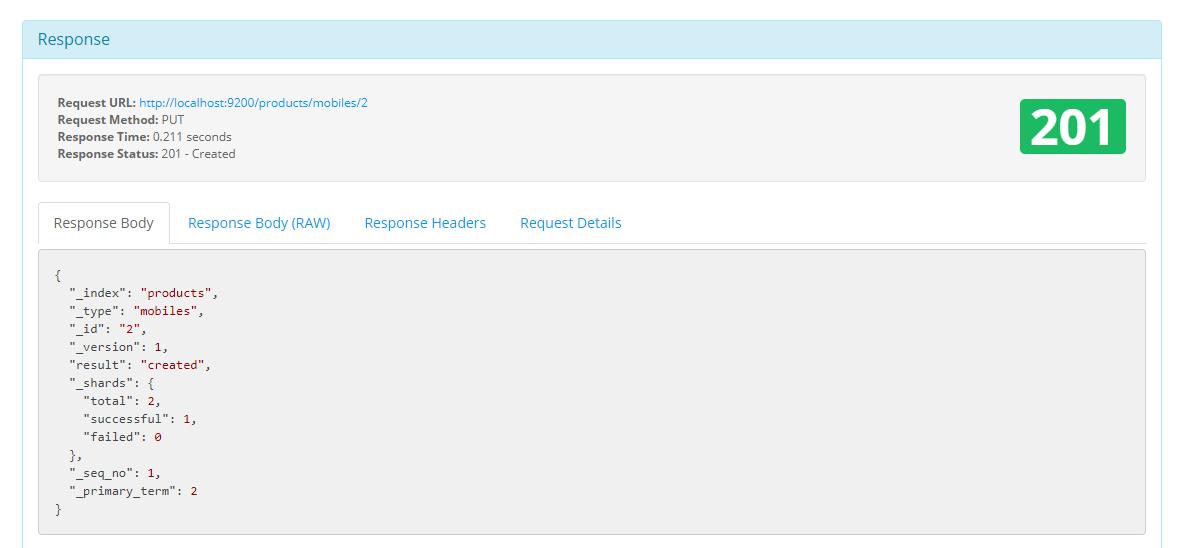 Response
Request URL: http://localhost:9200/products/mobiles/2
Request Method: PUT
Response Time: 0.211 seconds
Response Status: 201 - Created
201
Response Body Response Body (RAW) Response Headers Request Details
{
  "_index": "products",
  "_type": "mobiles",
  "_id": "2",
  "_version": 1,
  "result": "created",
  "_shards": {
    "total": 2,
    "successful": 1,
    "failed": 0
  },
  "_seq_no": 1,
  "_primary_term": 2
}